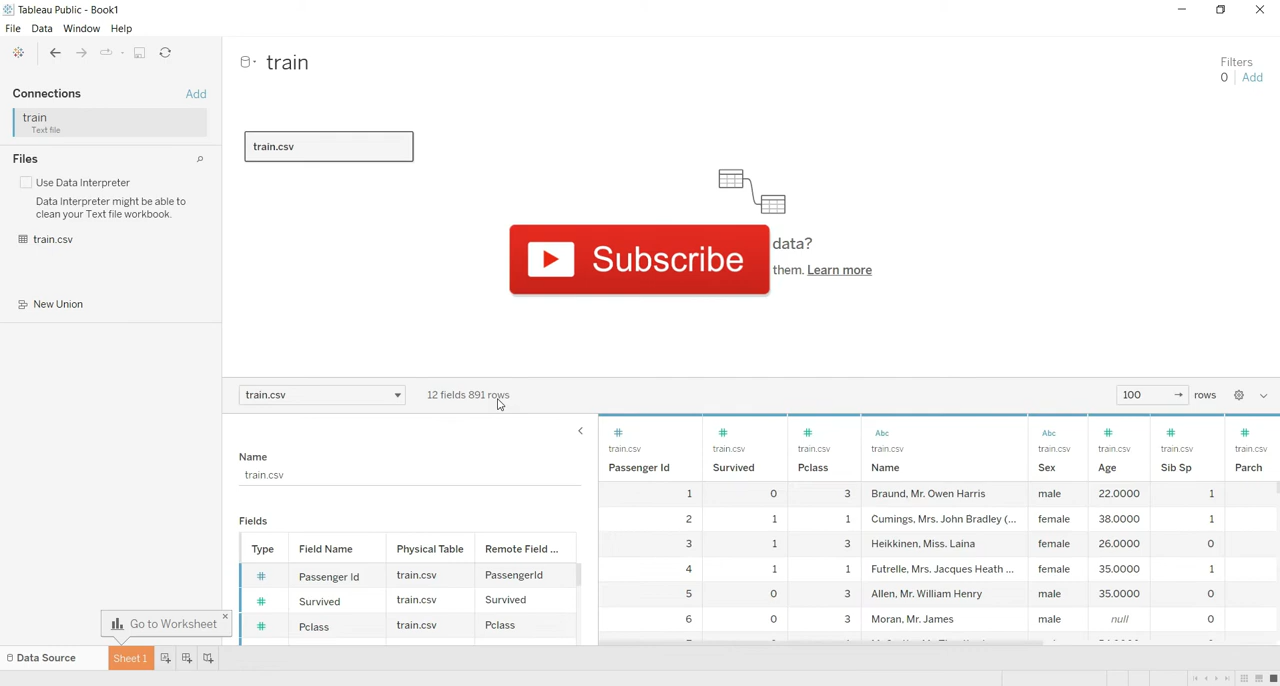 Tableau Public - Book1
File Data Window Help
Connections Add
train
Text file
Files
Use Data Interpreter
Data Interpreter might be able to
clean your Text file workbook.
train.csv
New Union
train
Filters
0 Add
train.csv
data?
them. Learn more
Subscribe
train.csv 12 fields 891 rows 100 → rows
Name
train.csv
Fields
Type Field Name Physical Table Remote Field ...
# Passenger Id train.csv PassengerId
# Survived train.csv Survived
# Pclass train.csv Pclass
# # # Abc Abc # # #
train.csv train.csv train.csv train.csv train.csv train.csv train.csv train.csv
Passenger Id Survived Pclass Name Sex Age Sib Sp Parch
1 0 3 Braund, Mr. Owen Harris male 22.0000 1
2 1 1 Cumings, Mrs. John Bradley (... female 38.0000 1
3 1 3 Heikkinen, Miss. Laina female 26.0000 0
4 1 1 Futrelle, Mrs. Jacques Heath ... female 35.0000 1
5 0 3 Allen, Mr. William Henry male 35.0000 0
6 0 3 Moran, Mr. James male null 0
Go to Worksheet
Data Source Sheet 1